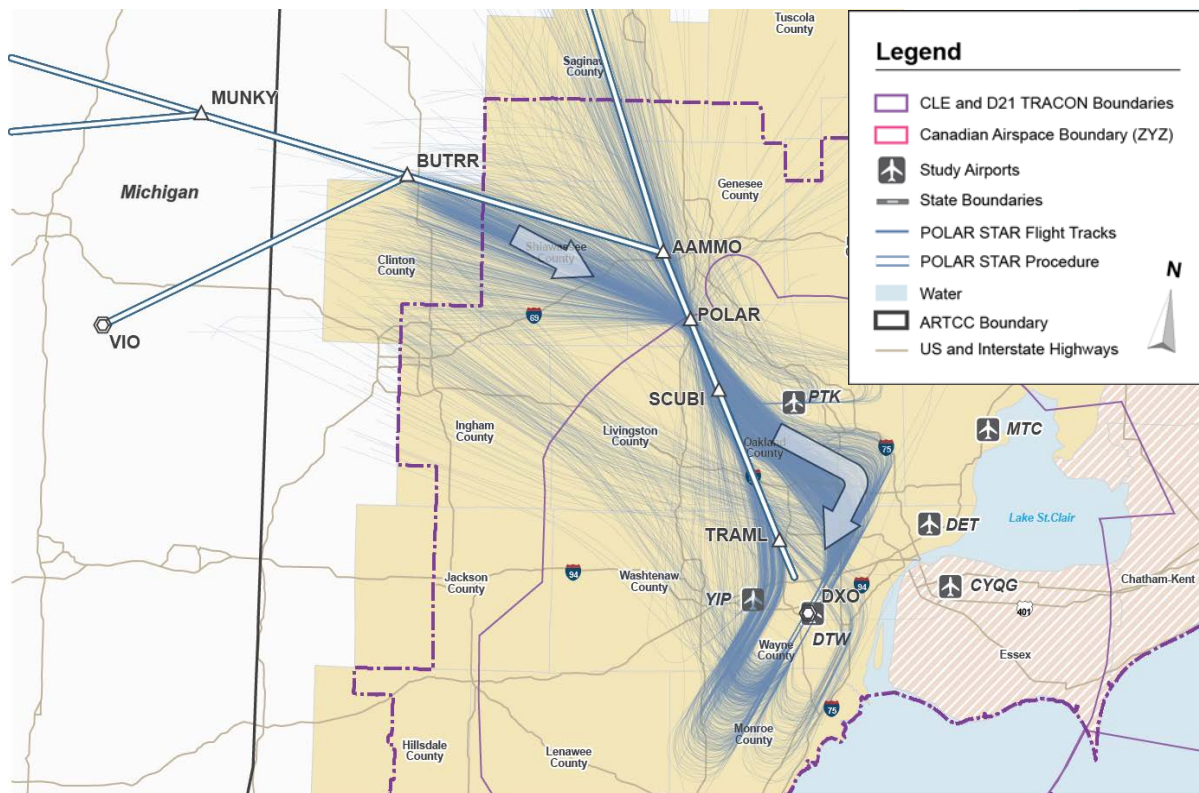 Tuscola
County
Saginaw
County
Legend
CLE and D21 TRACON Boundaries
Canadian Airspace Boundary (ZYZ)
Study Airports
State Boundaries
POLAR STAR Flight Tracks
POLAR STAR Procedure
Water
ARTCC Boundary
US and Interstate Highways
N
MUNKY
BUTRR
Michigan
Genesee
County
AAMMO
Shiawassee
County
Clinton
County
POLAR
69
VIO
SCUBI
PTK
MTC
Ingham
County
Livingston
County
Oakland
County
75
TRAML
DET
Lake St.Clair
Jackson
County
94
Washtenaw
County
YIP
DXO
94
CYQG
Chatham-Kent
401
DTW
Wayne
County
Essex
75
Monroe
County
Hillsdale
County
Lenawee
County